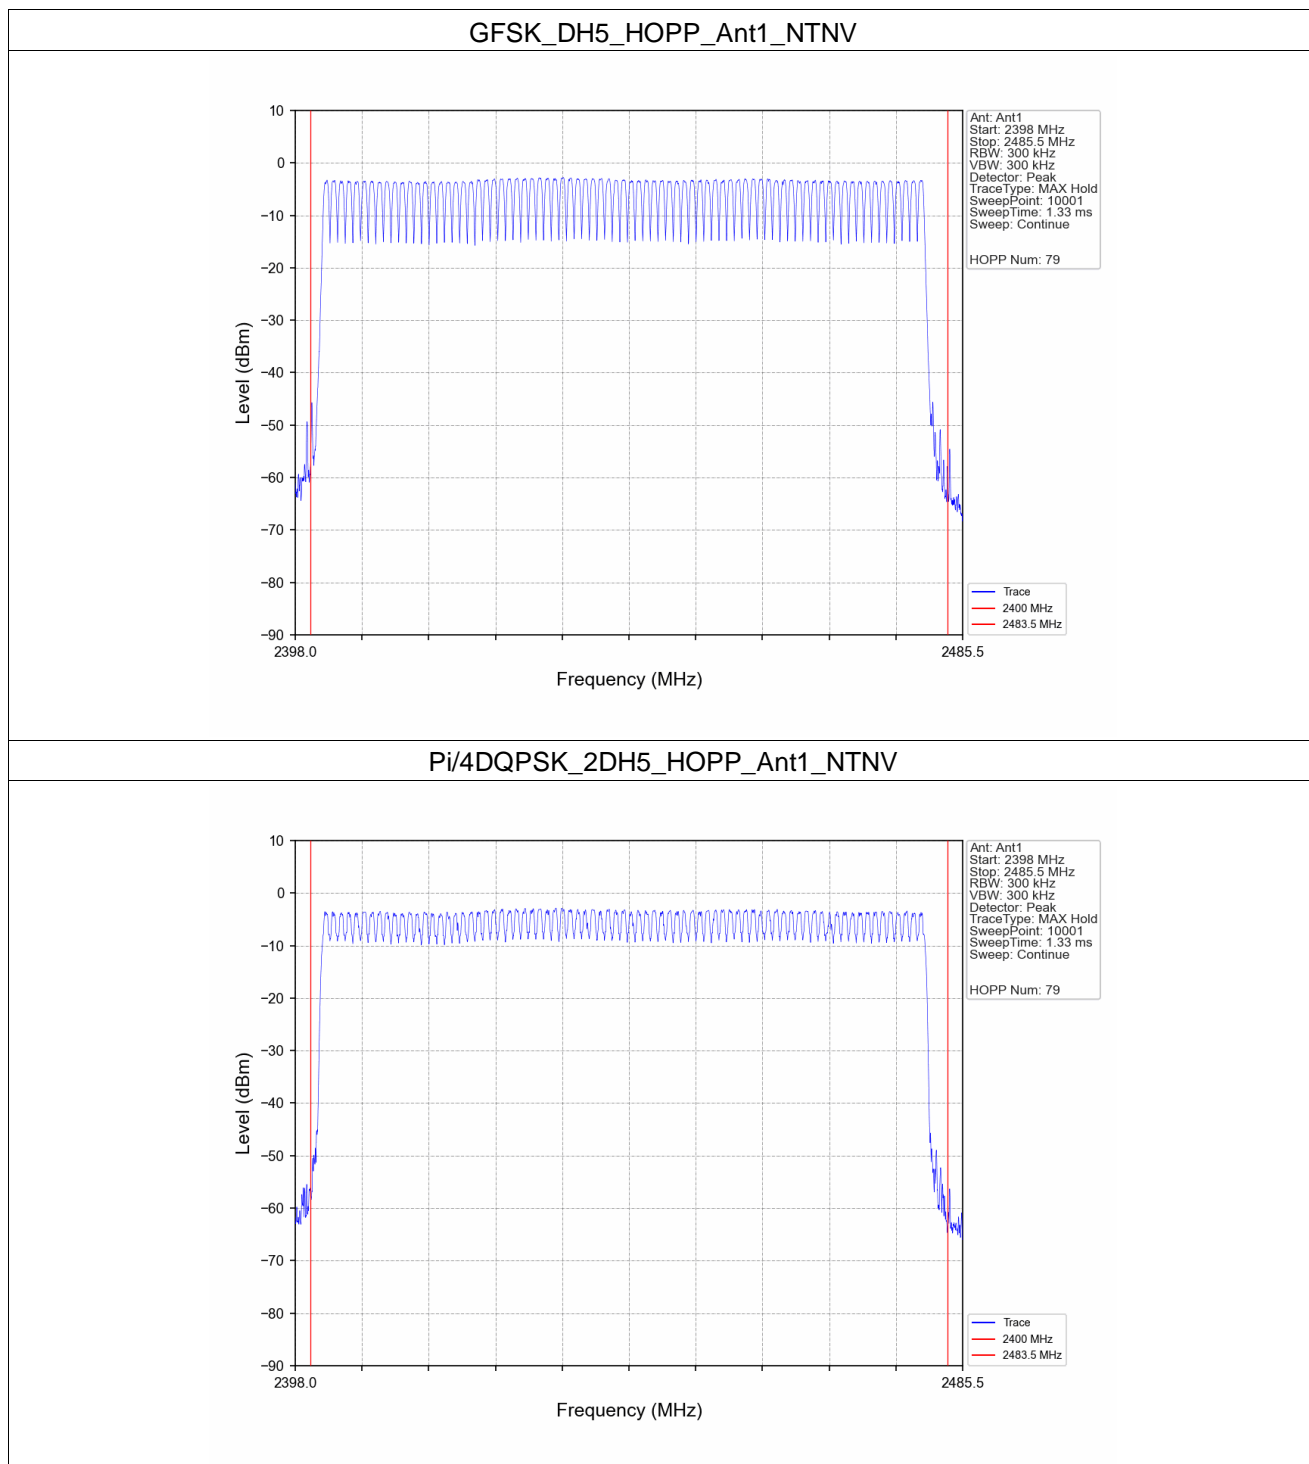 GFSK_DH5_HOPP_Ant1_NTNV
10
0
−10
−20
−30
−40
−50
−60
−70
−80
−90
Level (dBm)
2398.0
2485.5
Frequency (MHz)
Ant: Ant1
Start: 2398 MHz
Stop: 2485.5 MHz
RBW: 300 kHz
VBW: 300 kHz
Detector: Peak
TraceType: MAX Hold
SweepPoint: 10001
SweepTime: 1.33 ms
Sweep: Continue
HOPP Num: 79
Trace
2400 MHz
2483.5 MHz
Pi/4DQPSK_2DH5_HOPP_Ant1_NTNV
10
0
−10
−20
−30
−40
−50
−60
−70
−80
−90
Level (dBm)
2398.0
2485.5
Frequency (MHz)
Ant: Ant1
Start: 2398 MHz
Stop: 2485.5 MHz
RBW: 300 kHz
VBW: 300 kHz
Detector: Peak
TraceType: MAX Hold
SweepPoint: 10001
SweepTime: 1.33 ms
Sweep: Continue
HOPP Num: 79
Trace
2400 MHz
2483.5 MHz